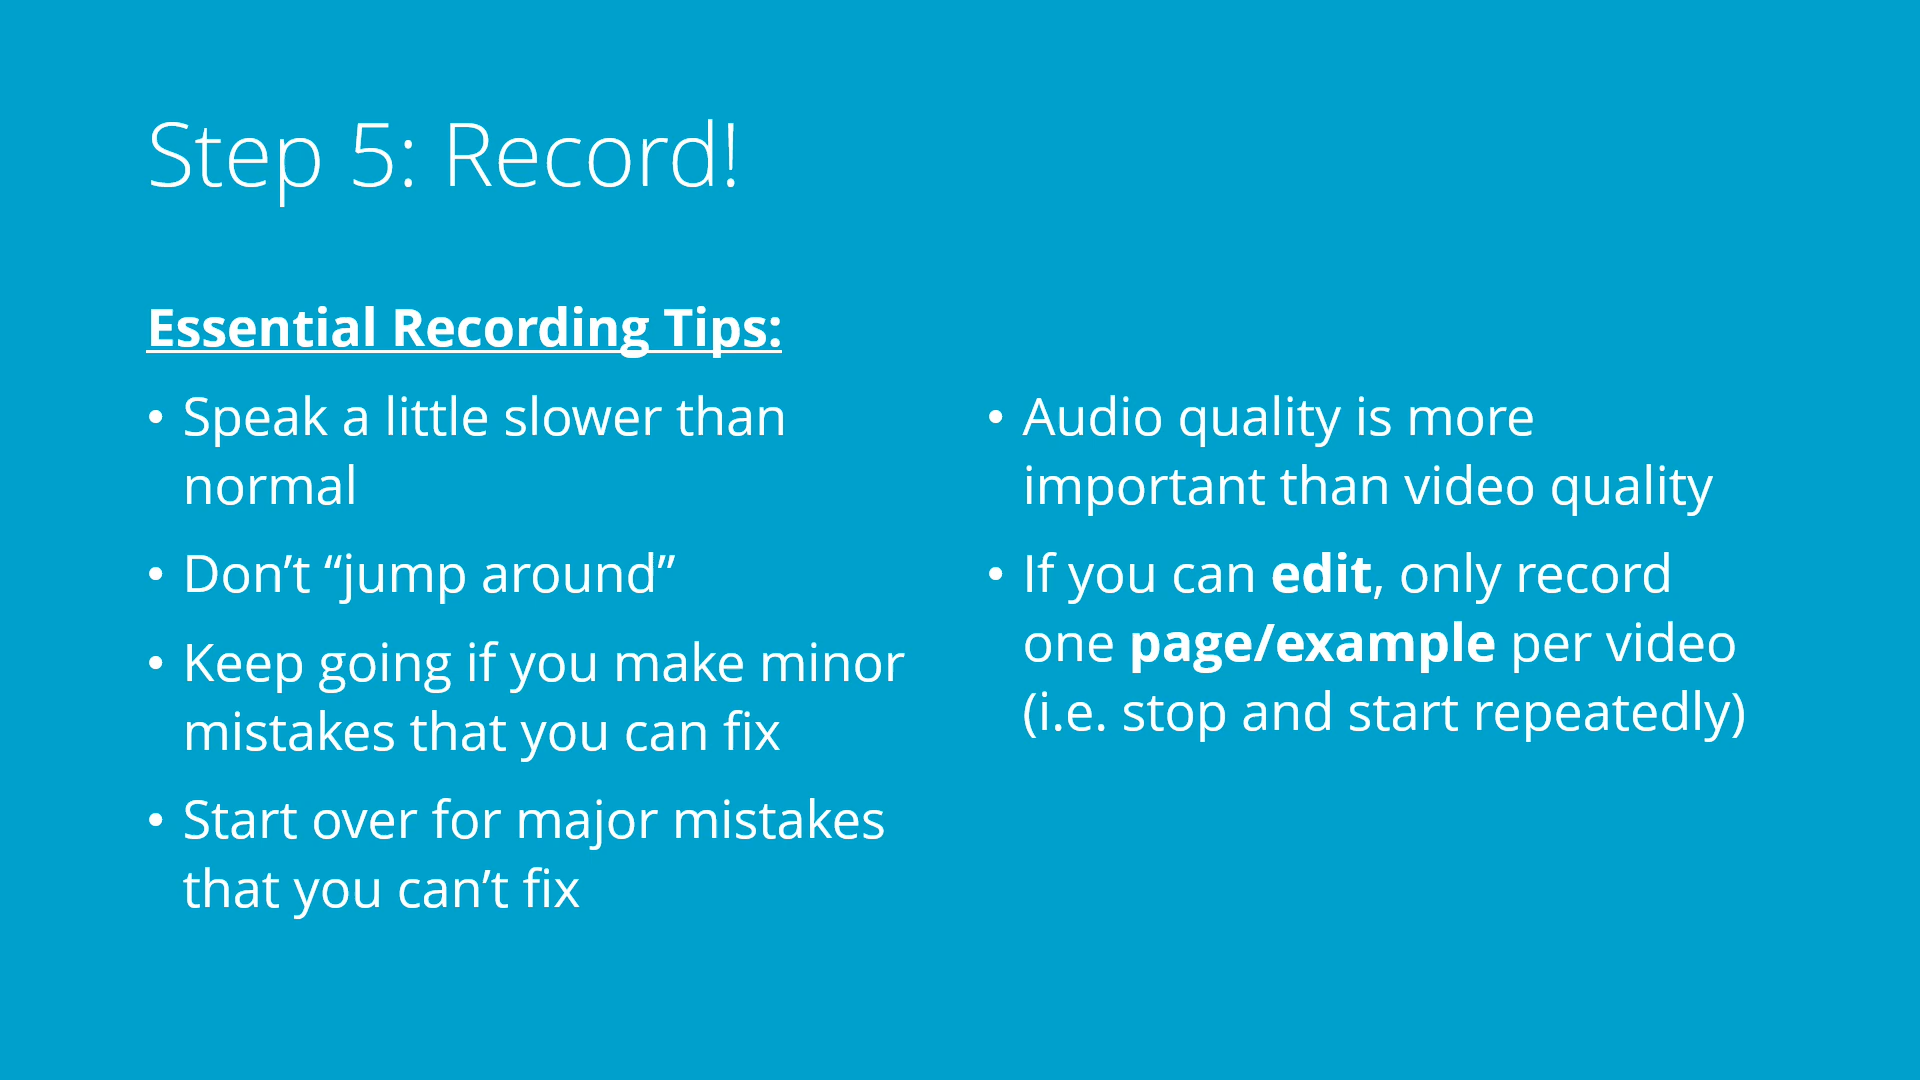 Step 5: Record!
Essential Recording Tips:
• Speak a little slower than
normal
• Don’t “jump around”
• Keep going if you make minor
mistakes that you can fix
• Start over for major mistakes
that you can’t fix
• Audio quality is more
important than video quality
• If you can edit, only record
one page/example per video
(i.e. stop and start repeatedly)